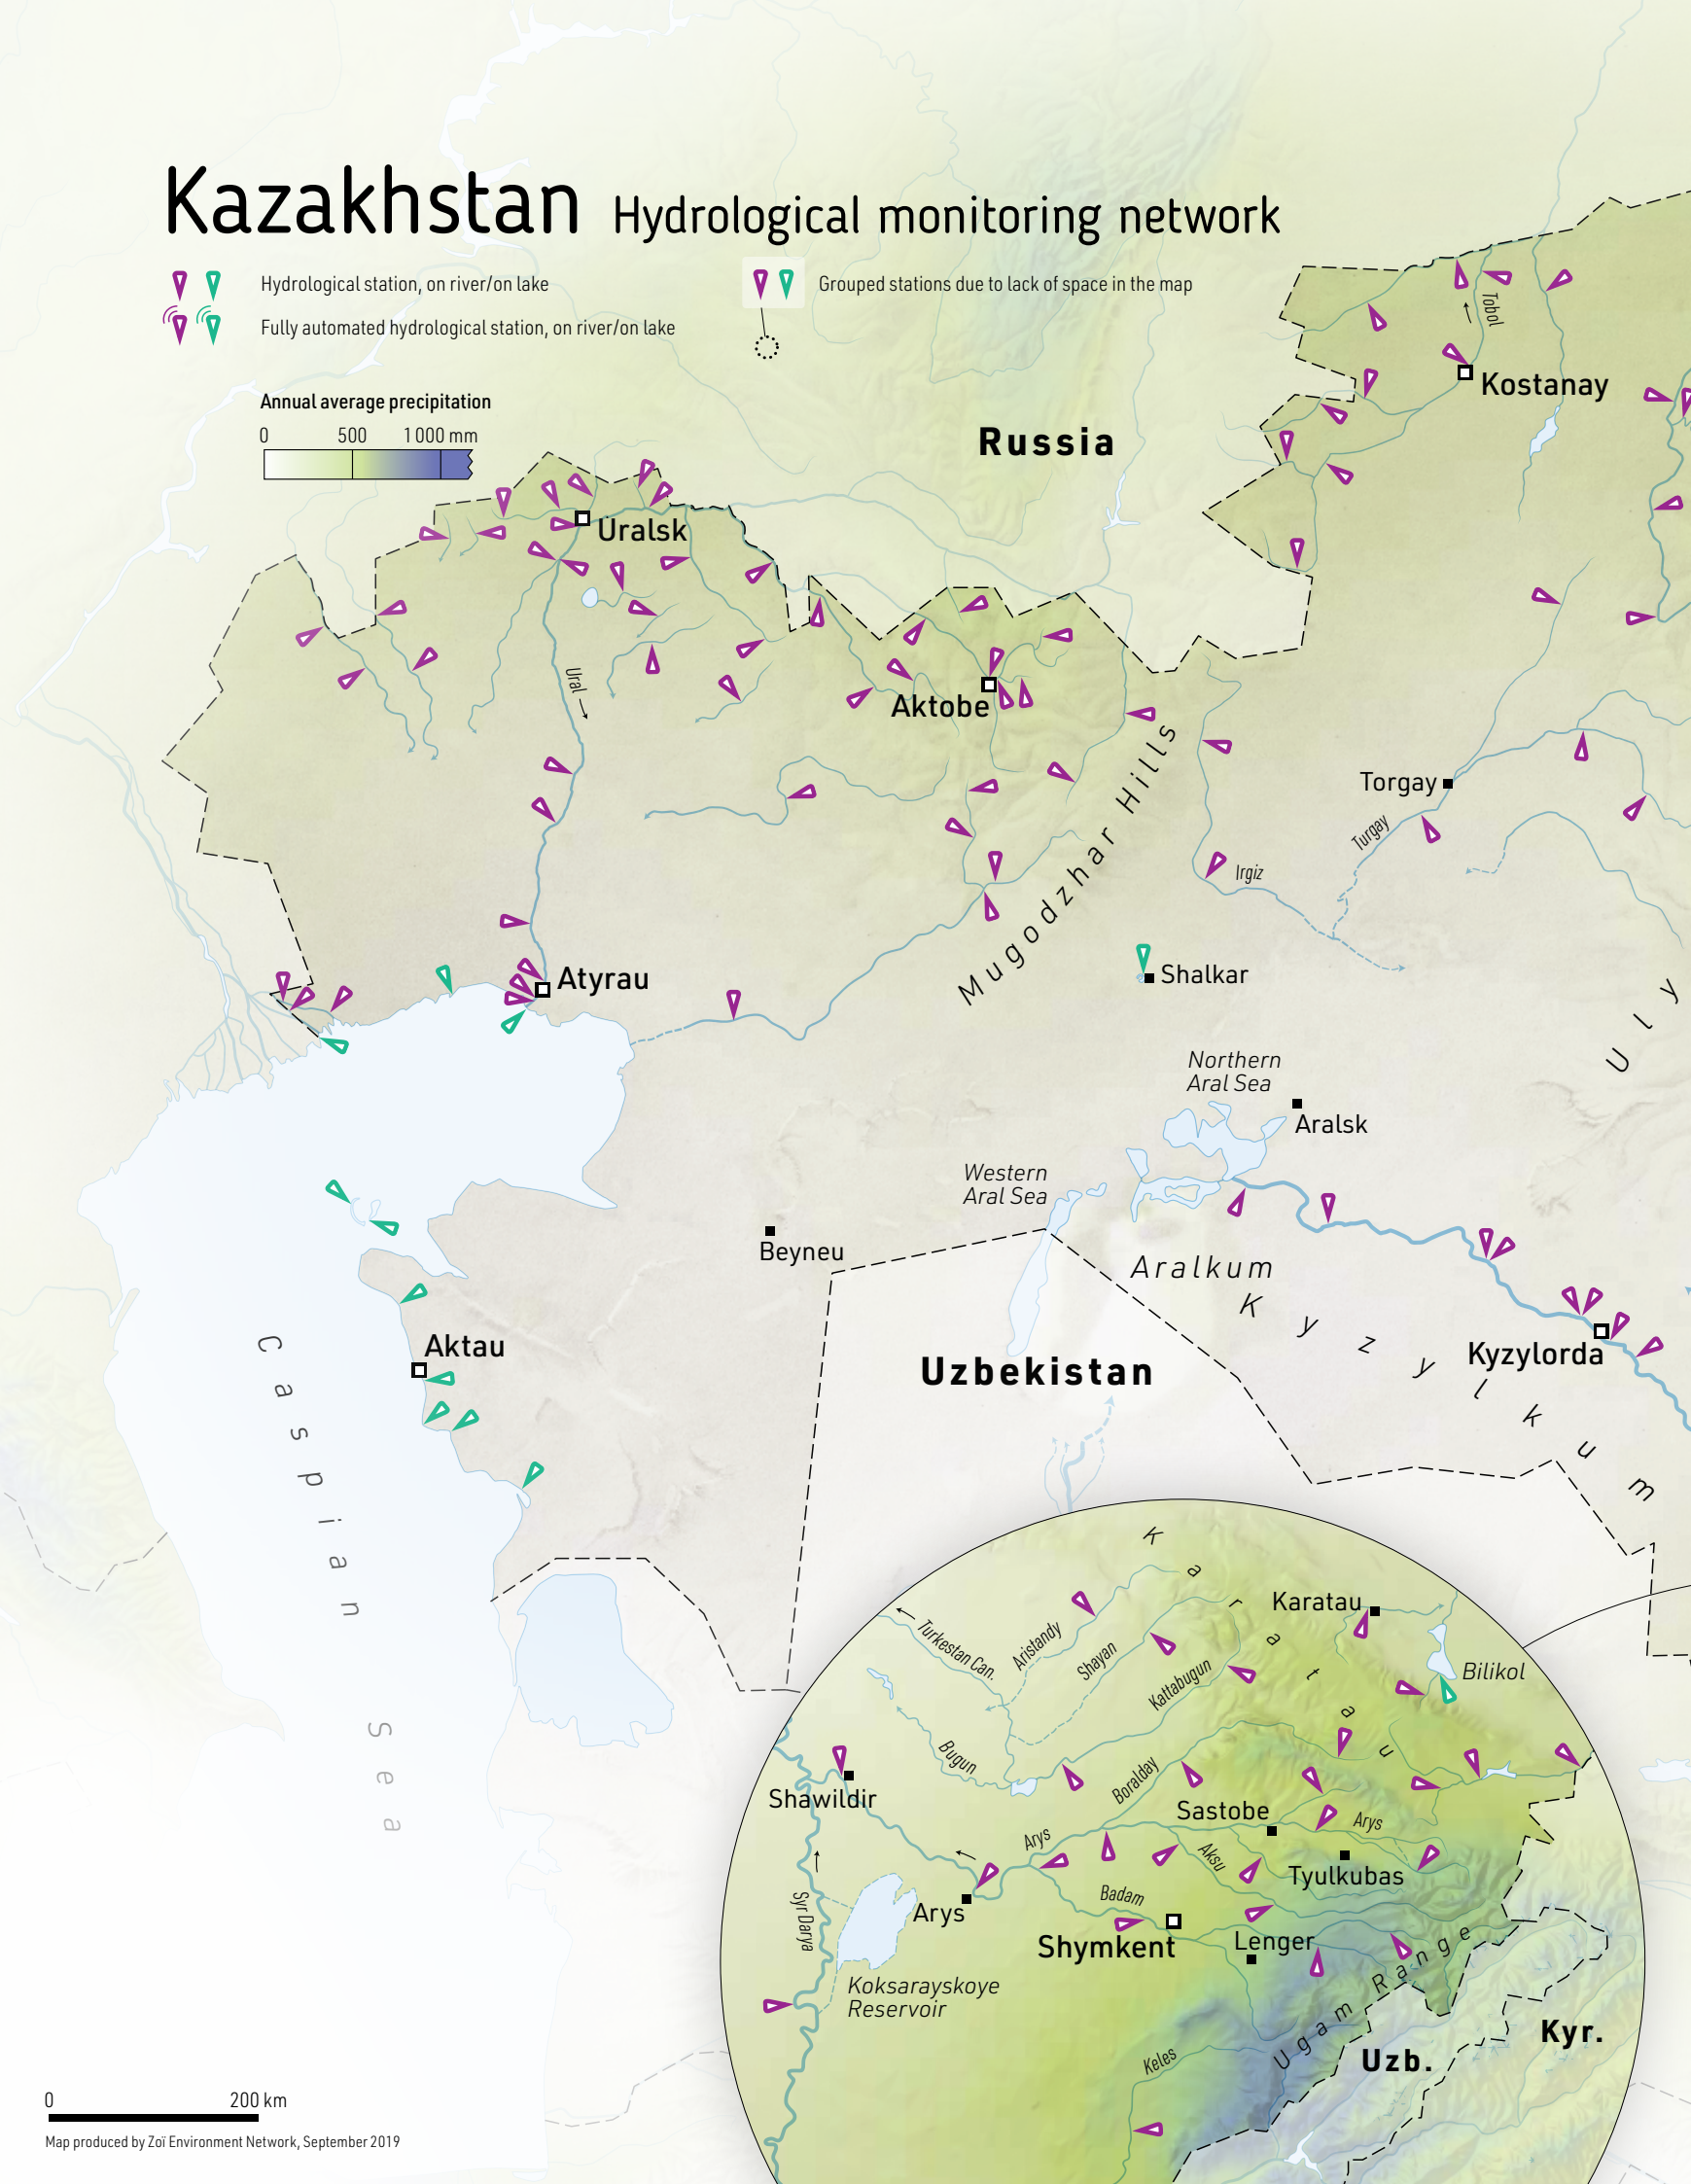 Kazakhstan Hydrological monitoring network
Hydrological station, on river/on lake
Grouped stations due to lack of space in the map
Fully automated hydrological station, on river/on lake
Annual average precipitation
0 500 1 000 mm
Tobol
Kostanay
Russia
Uralsk
Ural
Aktobe
Mugodzhar Hills
Torgay
Turgay
Irgiz
Atyrau
Shalkar
Uly
Northern
Aral Sea
Aralsk
Western
Aral Sea
Beyneu
Aralkum
Kyzylkum
Kyzylorda
Aktau
Uzbekistan
Caspian Sea
Karatau
Karatau
Turkestan Can.
Aristandy
Shayan
Kattabugun
Bilikol
Bugun
Boralday
Shawildir
Sastobe
Arys
Arys
Aksu
Tyulkubas
Syr Darya
Arys
Badam
Shymkent
Lenger
Koksarayskoye
Reservoir
Ugam Range
Keles
Kyr.
Uzb.
0 200 km
Map produced by Zoï Environment Network, September 2019